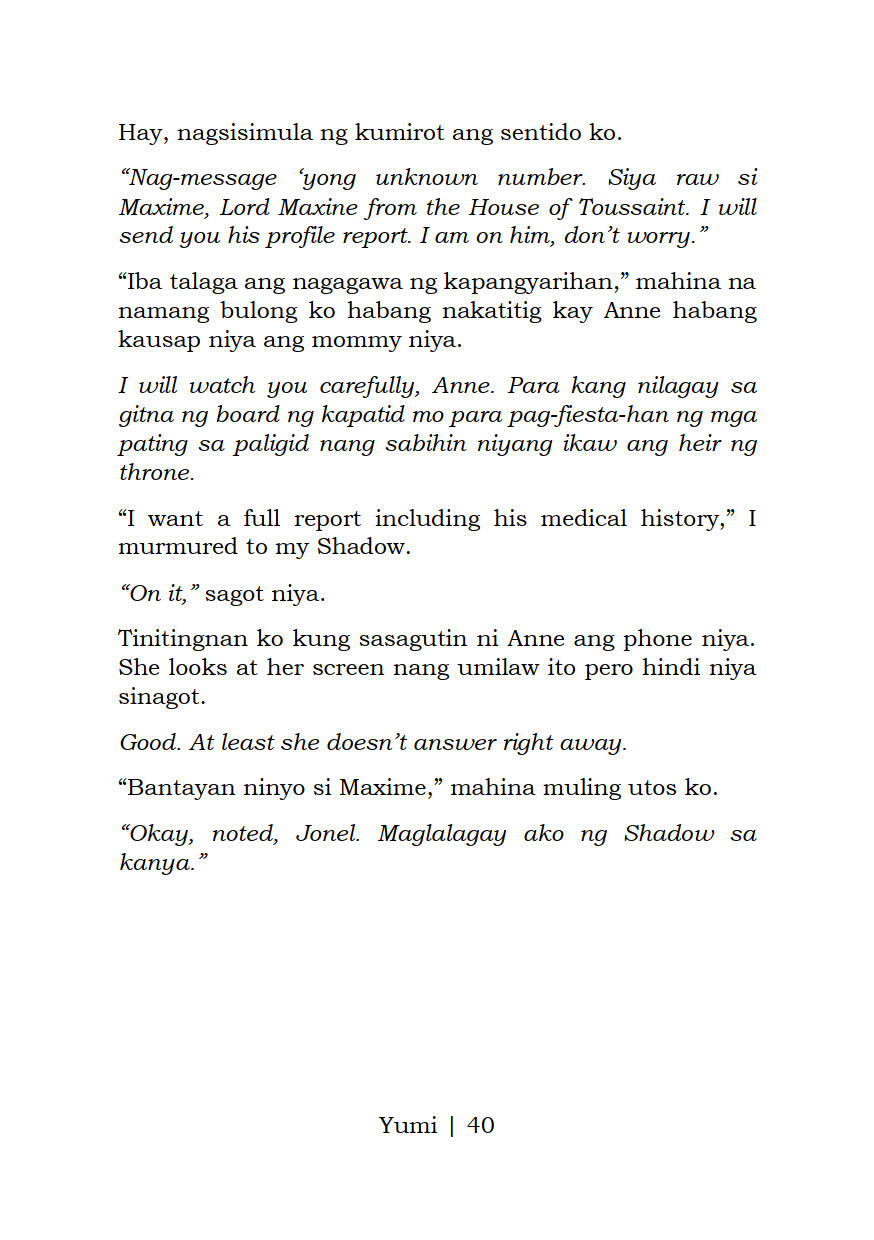 Hay, nagsisimula ng kumirot ang sentido ko.
“Nag-message ‘yong unknown number. Siya raw si
Maxime, Lord Maxine from the House of Toussaint. I will
send you his profile report. I am on him, don’t worry.”
“Iba talaga ang nagagawa ng kapangyarihan,” mahina na
namang bulong ko habang nakatitig kay Anne habang
kausap niya ang mommy niya.
I will watch you carefully, Anne. Para kang nilagay sa
gitna ng board ng kapatid mo para pag-fiesta-han ng mga
pating sa paligid nang sabihin niyang ikaw ang heir ng
throne.
“I want a full report including his medical history,” I
murmured to my Shadow.
“On it,” sagot niya.
Tinitingnan ko kung sasagutin ni Anne ang phone niya.
She looks at her screen nang umilaw ito pero hindi niya
sinagot.
Good. At least she doesn’t answer right away.
“Bantayan ninyo si Maxime,” mahina muling utos ko.
“Okay, noted, Jonel. Maglalagay ako ng Shadow sa
kanya.”
Yumi | 40